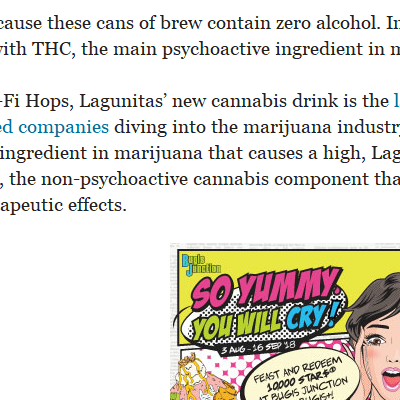 cause these cans of brew contain zero alcohol. In
with THC, the main psychoactive ingredient in m
-Fi Hops, Lagunitas’ new cannabis drink is the l
ed companies diving into the marijuana industry
ingredient in marijuana that causes a high, Lag
, the non-psychoactive cannabis component tha
apeutic effects.
Bugis
Junction
SO YUMMY,
YOU WILL CRY!
3 AUG - 16 SEP '18
FEAST AND REDEEM
10,000 STAR$®
AT BUGIS JUNCTION
BUGIS+!